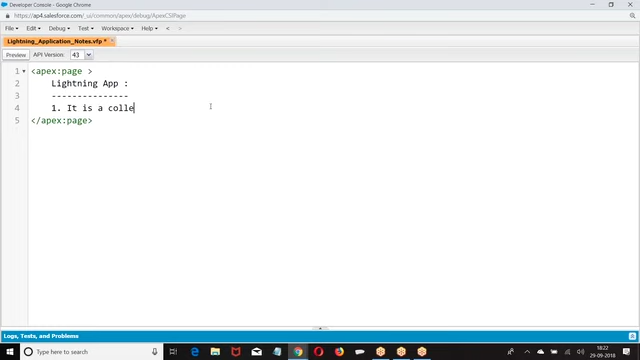 Developer Console - Google Chrome
https://ap4.salesforce.com/_ui/common/apex/debug/ApexCSIPage
File Edit Debug Test Workspace Help < >
Lightning_Application_Notes.vfp *
Preview API Version: 43
1 <apex:page >
2 Lightning App :
3 ---------------
4 1. It is a colle
5 </apex:page>
Logs, Tests, and Problems
Type here to search
18:22
29-09-2018